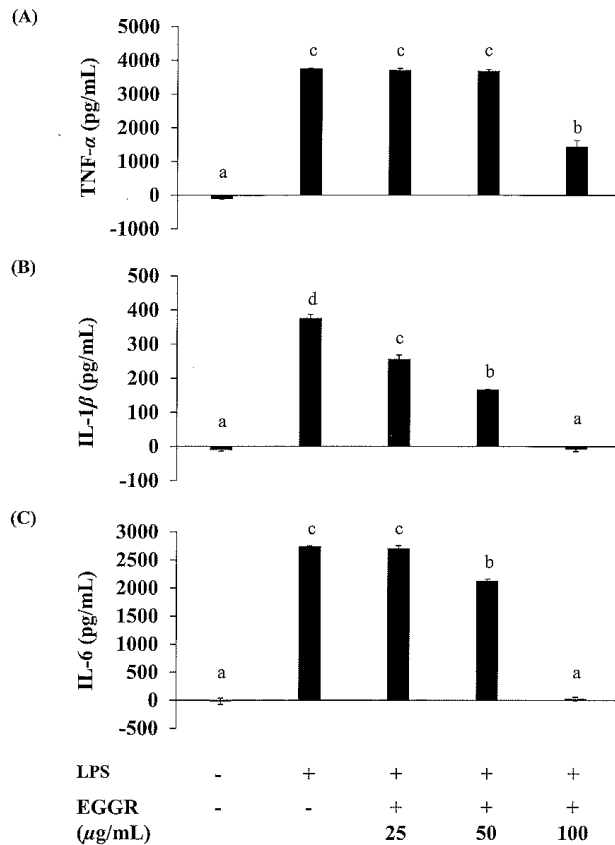 (A)
TNF-α (pg/mL)
5000
4000
3000
2000
1000
0
-1000
a
c
c
c
b
(B)
IL-1β (pg/mL)
500
400
300
200
100
0
-100
a
d
c
b
a
(C)
IL-6 (pg/mL)
3000
2500
2000
1500
1000
500
0
-500
a
c
c
b
a
LPS - + + + +
EGGR - - + + +
(μg/mL) 25 50 100